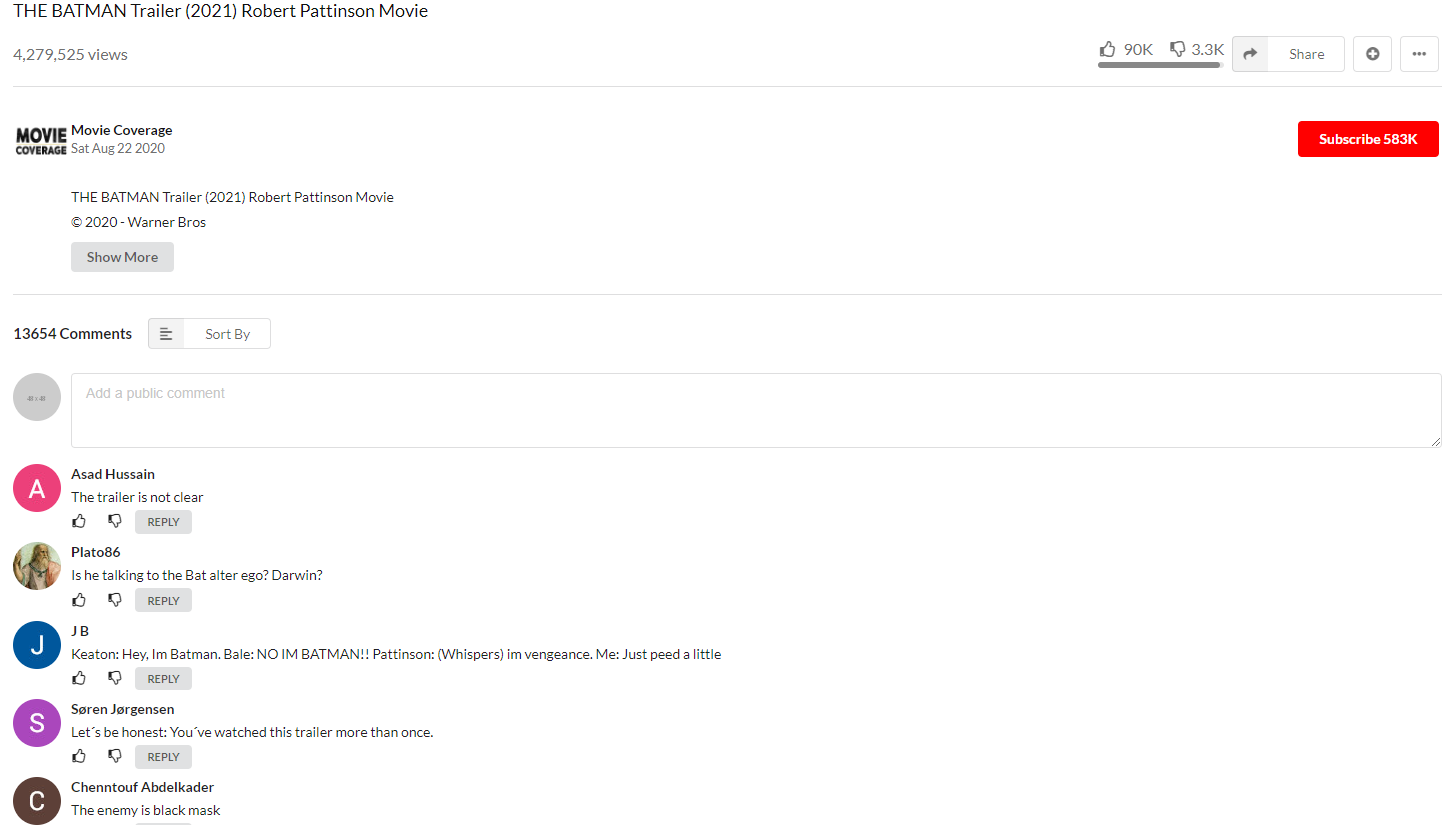 THE BATMAN Trailer (2021) Robert Pattinson Movie
4,279,525 views
90K
3.3K
Share
MOVIE
COVERAGE
Movie Coverage
Sat Aug 22 2020
Subscribe 583K
THE BATMAN Trailer (2021) Robert Pattinson Movie
© 2020 - Warner Bros
Show More
13654 Comments
Sort By
48 x 48
Add a public comment
A
Asad Hussain
The trailer is not clear
REPLY
Plato86
Is he talking to the Bat alter ego? Darwin?
REPLY
J
J B
Keaton: Hey, Im Batman. Bale: NO IM BATMAN!! Pattinson: (Whispers) im vengeance. Me: Just peed a little
REPLY
S
Søren Jørgensen
Let´s be honest: You´ve watched this trailer more than once.
REPLY
C
Chenntouf Abdelkader
The enemy is black mask